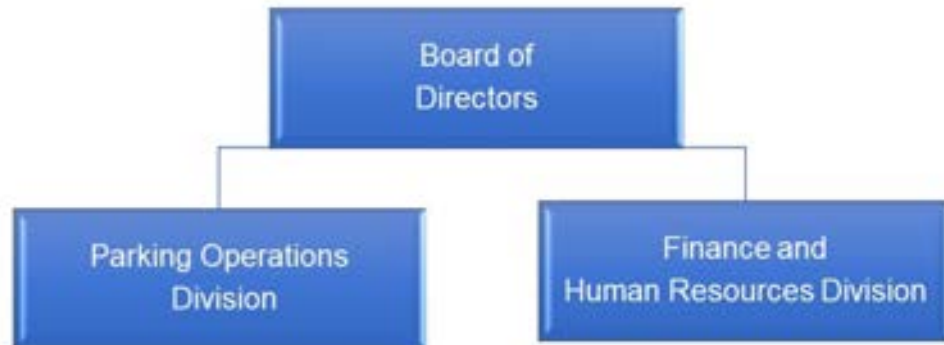 Board of
Directors
Parking Operations
Division
Finance and
Human Resources Division